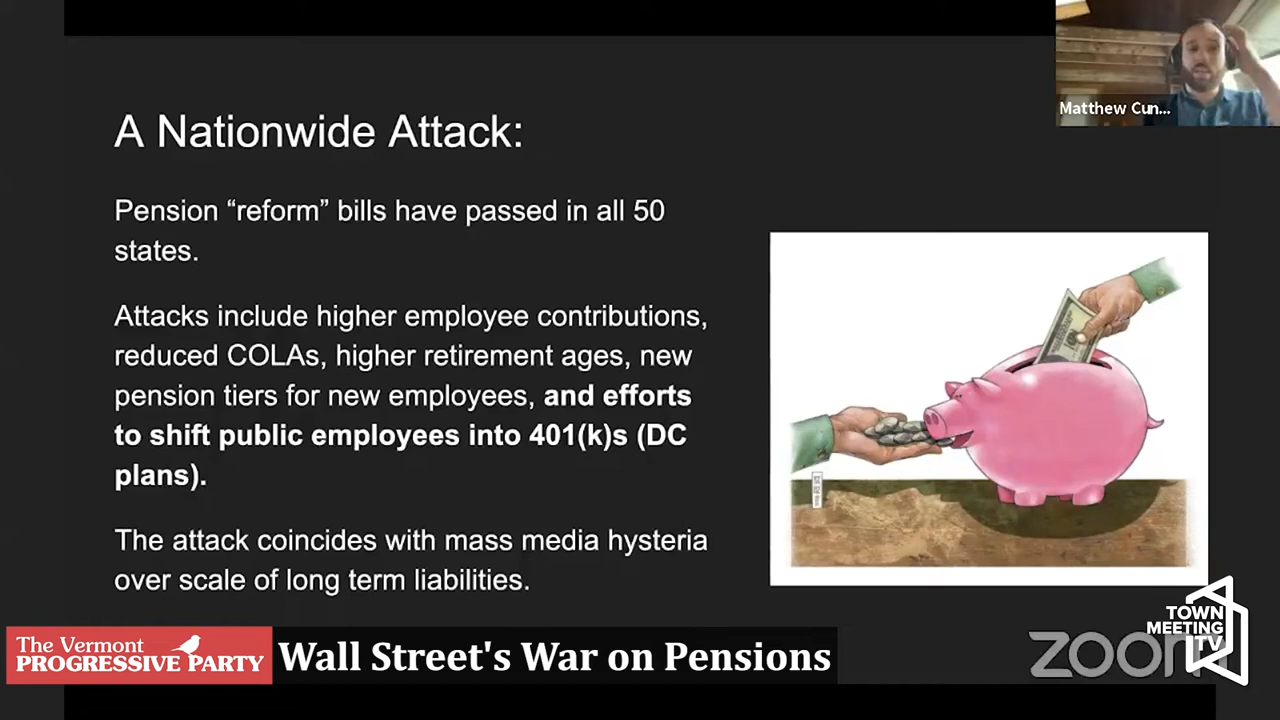 Matthew Cun...
A Nationwide Attack:
Pension “reform” bills have passed in all 50
states.
Attacks include higher employee contributions,
reduced COLAs, higher retirement ages, new
pension tiers for new employees, and efforts
to shift public employees into 401(k)s (DC
plans).
The attack coincides with mass media hysteria
over scale of long term liabilities.
The Vermont
PROGRESSIVE PARTY
Wall Street's War on Pensions
zoom
TOWN
MEETING
TV